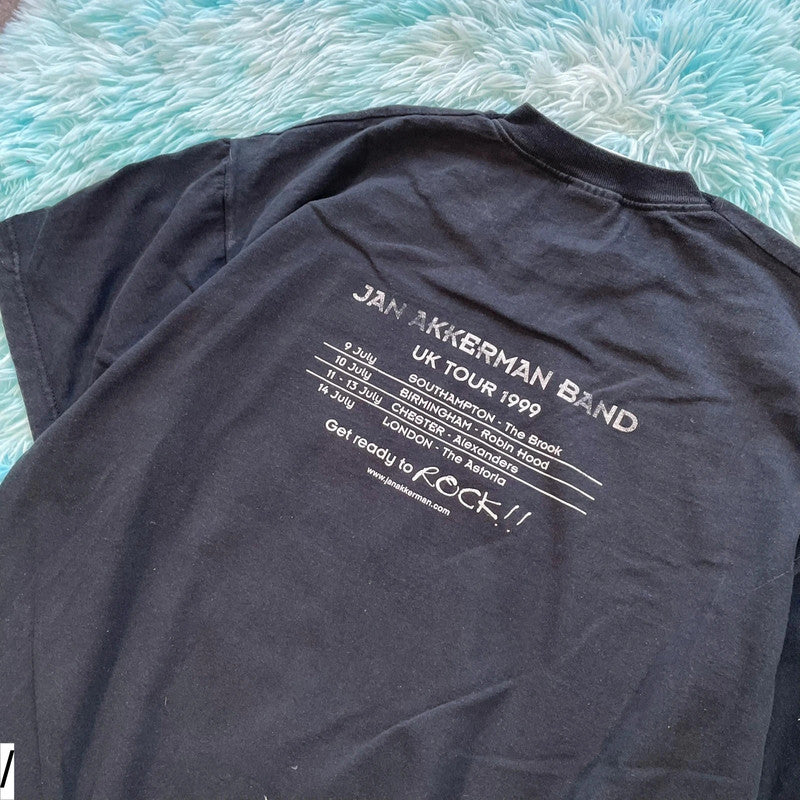 JAN AKKERMAN BAND
UK TOUR 1999
9 July SOUTHAMPTON - The Brook
10 July BIRMINGHAM - Robin Hood
11 - 13 July CHESTER - Alexanders
14 July LONDON - The Astoria
Get ready to ROCK!!
www.janakkerman.com
/